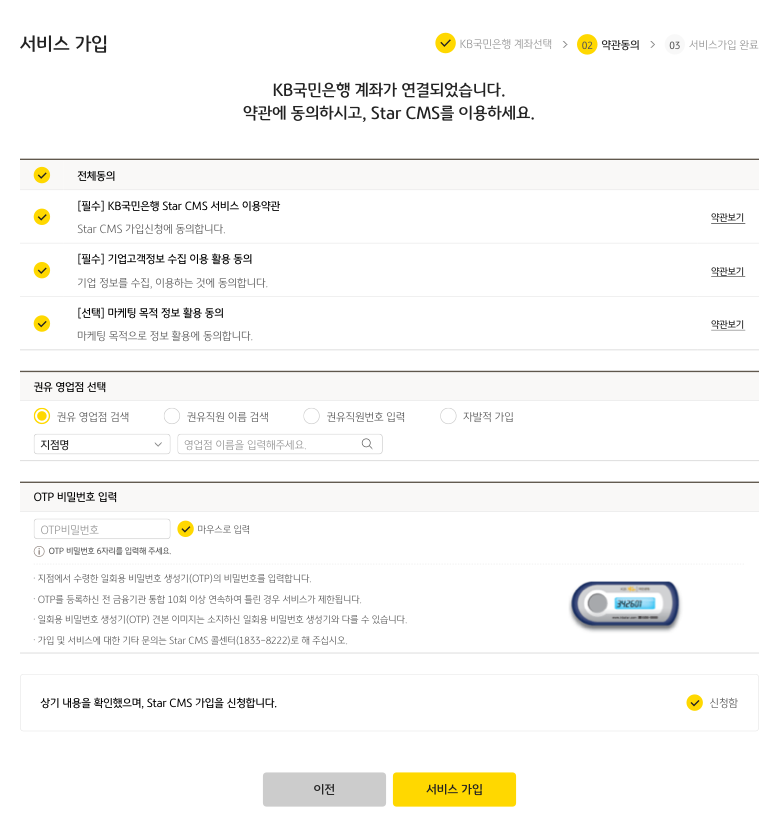 서비스 가입
KB국민은행 계좌선택 > 02 약관동의 > 03 서비스가입 완료
KB국민은행 계좌가 연결되었습니다.
약관에 동의하시고, Star CMS를 이용하세요.
전체동의
[필수] KB국민은행 Star CMS 서비스 이용약관
Star CMS 가입신청에 동의합니다.
약관보기
[필수] 기업고객정보 수집 이용 활용 동의
기업 정보를 수집, 이용하는 것에 동의합니다.
약관보기
[선택] 마케팅 목적 정보 활용 동의
마케팅 목적으로 정보 활용에 동의합니다.
약관보기
권유 영업점 선택
권유 영업점 검색 권유직원 이름 검색 권유직원번호 입력 자발적 가입
지점명 영업점 이름을 입력해주세요.
OTP 비밀번호 입력
OTP비밀번호 마우스로 입력
OTP 비밀번호 6자리를 입력해 주세요.
· 지점에서 수령한 일회용 비밀번호 생성기(OTP)의 비밀번호를 입력합니다.
· OTP를 등록하신 전 금융기관 통합 10회 이상 연속하여 틀린 경우 서비스가 제한됩니다.
· 일회용 비밀번호 생성기(OTP) 견본 이미지는 소지하신 일회용 비밀번호 생성기와 다를 수 있습니다.
· 가입 및 서비스에 대한 기타 문의는 Star CMS 콜센터(1833-8222)로 해 주십시오.
342601
상기 내용을 확인했으며, Star CMS 가입을 신청합니다.
신청함
이전
서비스 가입